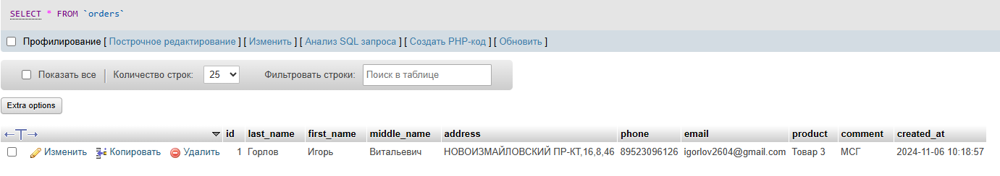 SELECT * FROM `orders`
Профилирование [ Построчное редактирование ] [ Изменить ] [ Анализ SQL запроса ] [ Создать PHP-код ] [ Обновить ]
Показать все Количество строк: 25 Фильтровать строки: Поиск в таблице
Extra options
id last_name first_name middle_name address phone email product comment created_at
Изменить Копировать Удалить 1 Горлов Игорь Витальевич НОВОИЗМАЙЛОВСКИЙ ПР-КТ,16,8,46 89523096126 igorlov2604@gmail.com Товар 3 МСГ 2024-11-06 10:18:57